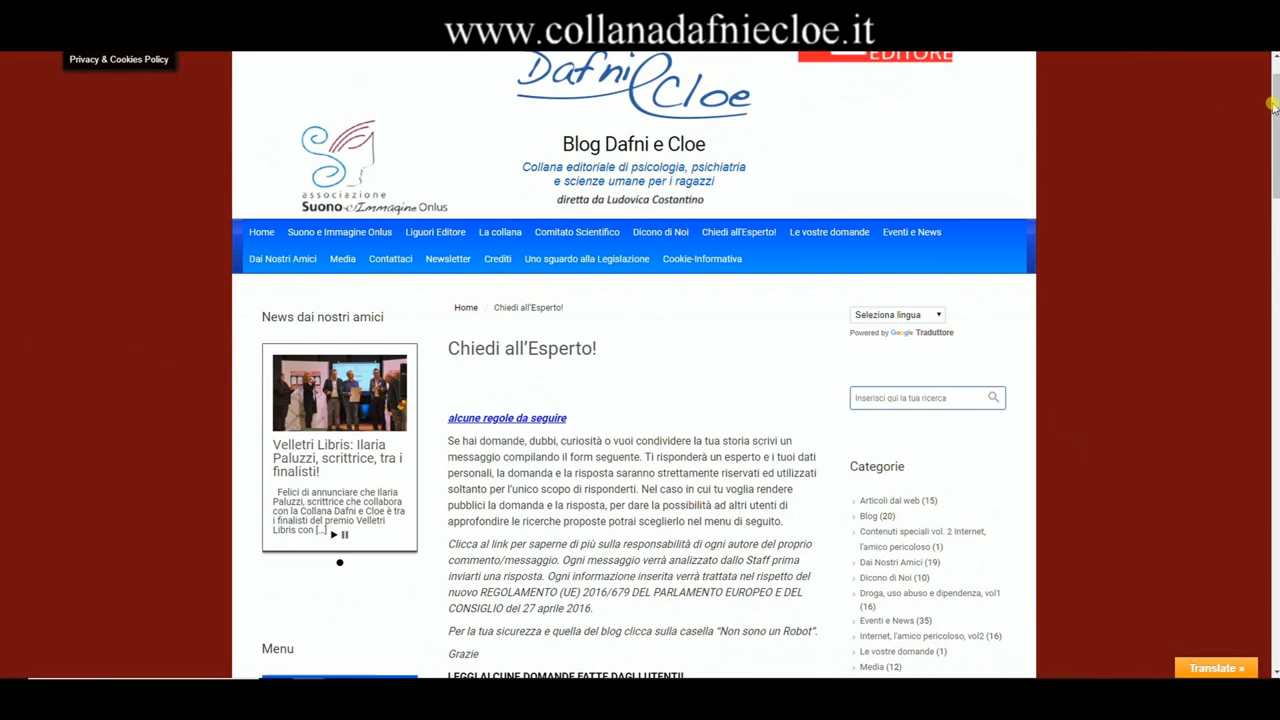 www.collanadafniecloe.it
Privacy & Cookies Policy
EDITORE
Dafni e Cloe
Blog Dafni e Cloe
Collana editoriale di psicologia, psichiatria
e scienze umane per i ragazzi
diretta da Ludovica Costantino
associazione
Suono e Immagine Onlus
Home Suono e Immagine Onlus Liguori Editore La collana Comitato Scientifico Dicono di Noi Chiedi all'Esperto! Le vostre domande Eventi e News
Dai Nostri Amici Media Contattaci Newsletter Crediti Uno sguardo alla Legislazione Cookie-Informativa
News dai nostri amici
Velletri Libris: Ilaria
Paluzzi, scrittrice, tra i
finalisti!
Felici di annunciare che Ilaria
Paluzzi, scrittrice che collabora
con la Collana Dafni e Cloe è tra
i finalisti del premio Velletri
Libris con [...]
Menu
Home / Chiedi all'Esperto!
Chiedi all'Esperto!
alcune regole da seguire
Se hai domande, dubbi, curiosità o vuoi condividere la tua storia scrivi un
messaggio compilando il form seguente. Ti risponderà un esperto e i tuoi dati
personali, la domanda e la risposta saranno strettamente riservati ed utilizzati
soltanto per l'unico scopo di risponderti. Nel caso in cui tu voglia rendere
pubblici la domanda e la risposta, per dare la possibilità ad altri utenti di
approfondire le ricerche proposte potrai sceglierlo nel menu di seguito.
Clicca al link per saperne di più sulla responsabilità di ogni autore del proprio
commento/messaggio. Ogni messaggio verrà analizzato dallo Staff prima
inviarti una risposta. Ogni informazione inserita verrà trattata nel rispetto del
nuovo REGOLAMENTO (UE) 2016/679 DEL PARLAMENTO EUROPEO E DEL
CONSIGLIO del 27 aprile 2016.
Per la tua sicurezza e quella del blog clicca sulla casella "Non sono un Robot".
Grazie
LEGGI ALCUNE DOMANDE FATTE DAGLI UTENTI!
Seleziona lingua
Powered by Google Traduttore
Inserisci qui la tua ricerca
Categorie
Articoli dal web (15)
Blog (20)
Contenuti speciali vol. 2 Internet,
l'amico pericoloso (1)
Dai Nostri Amici (19)
Dicono di Noi (10)
Droga, uso abuso e dipendenza, vol1
(16)
Eventi e News (35)
Internet, l'amico pericoloso, vol2 (16)
Le vostre domande (1)
Media (12)
Translate »